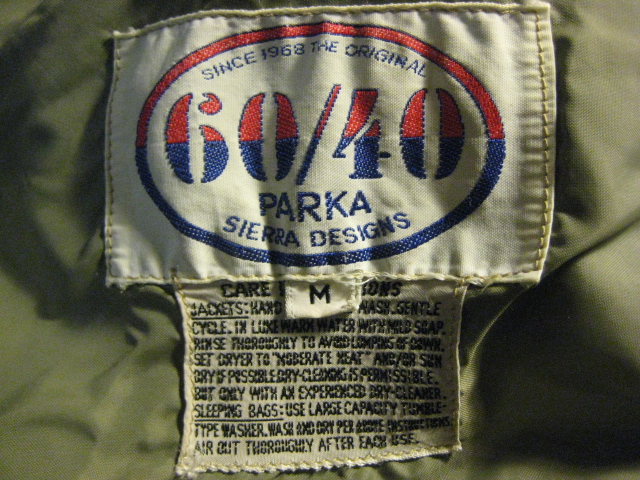 SINCE 1968 THE ORIGINAL
60/40
PARKA
SIERRA DESIGNS
M
CARE I IONS
JACKETS: HAND WASH. GENTLE
CYCLE. IN LUKEWARM WATER WITH MILD SOAP.
RINSE THOROUGHLY TO AVOID LUMPING OF DOWN.
SET DRYER TO "MODERATE HEAT" AND/OR SUN
DRY IF POSSIBLE. DRY-CLEANING IS PERMISSIBLE.
BUT ONLY WITH AN EXPERIENCED DRY-CLEANER.
SLEEPING BAGS: USE LARGE CAPACITY TUMBLE-
TYPE WASHER. WASH AND DRY PER ABOVE INSTRUCTIONS
AIR OUT THOROUGHLY AFTER EACH USE.